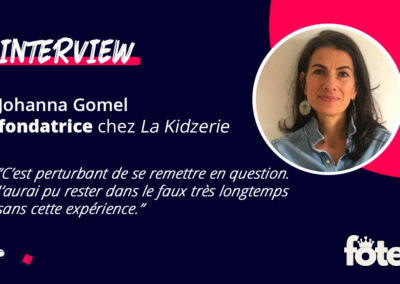 INTERVIEW
Johanna Gomel
fondatrice chez La Kidzerie
"C'est perturbant de se remettre en question.
J'aurai pu rester dans le faux très longtemps
sans cette expérience."